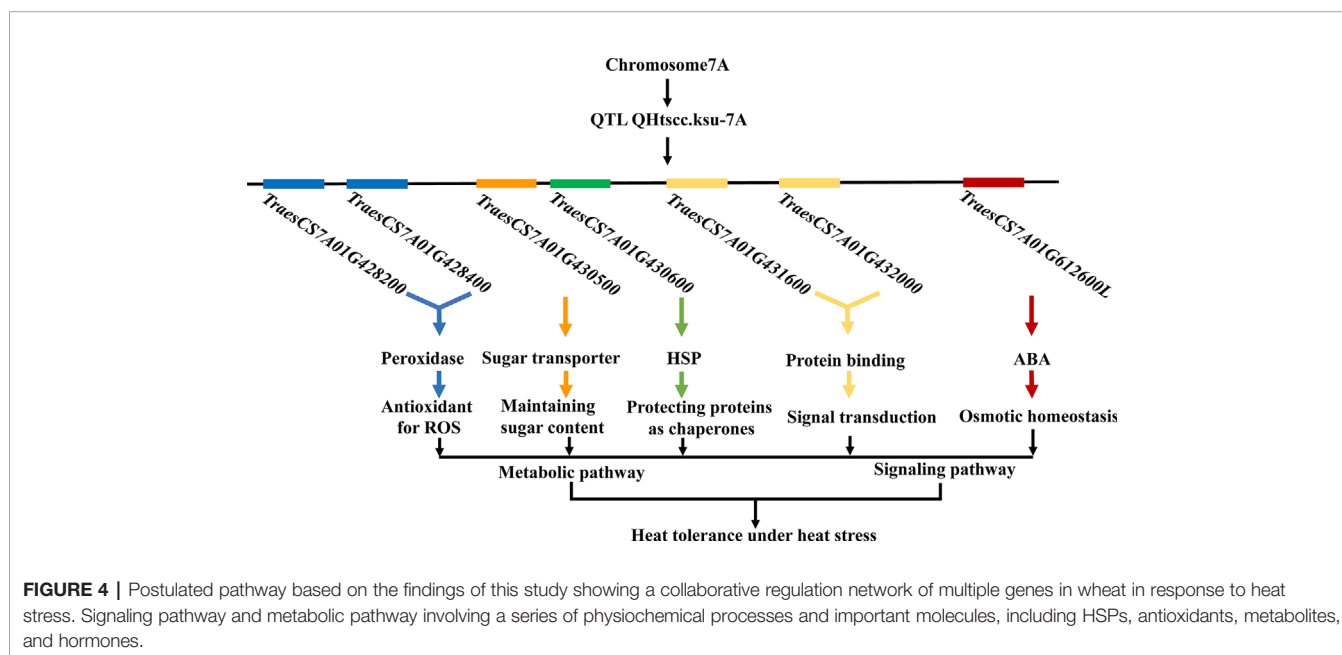 Chromosome7A
QTL QHtscc.ksu-7A
TraesCS7A01G428200
TraesCS7A01G428400
TraesCS7A01G430500
TraesCS7A01G430600
TraesCS7A01G431600
TraesCS7A01G432000
TraesCS7A01G612600L
Peroxidase
Sugar transporter
HSP
Protein binding
ABA
Antioxidant
for ROS
Maintaining
sugar content
Protecting proteins
as chaperones
Signal transduction
Osmotic homeostasis
Metabolic pathway
Signaling pathway
Heat tolerance under heat stress
FIGURE 4 | Postulated pathway based on the findings of this study showing a collaborative regulation network of multiple genes in wheat in response to heat
stress. Signaling pathway and metabolic pathway involving a series of physiochemical processes and important molecules, including HSPs, antioxidants, metabolites,
and hormones.